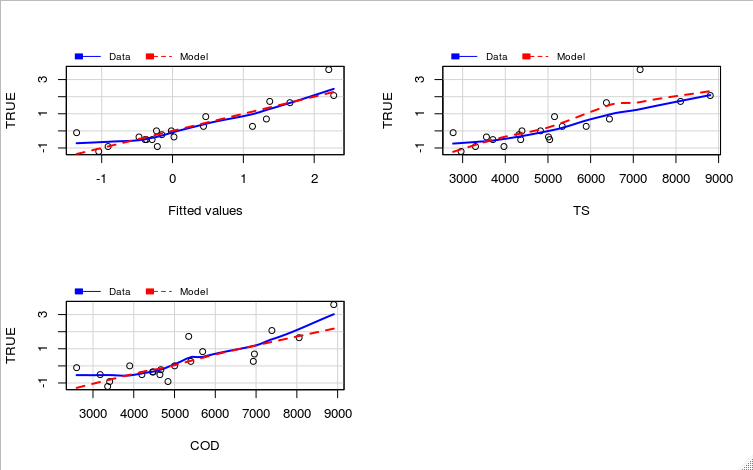 Data Model
TRUE
3
1
-1
-1 0 1 2
Fitted values
Data Model
TRUE
3
1
-1
3000 4000 5000 6000 7000 8000 9000
TS
Data Model
TRUE
3
1
-1
3000 4000 5000 6000 7000 8000 9000
COD